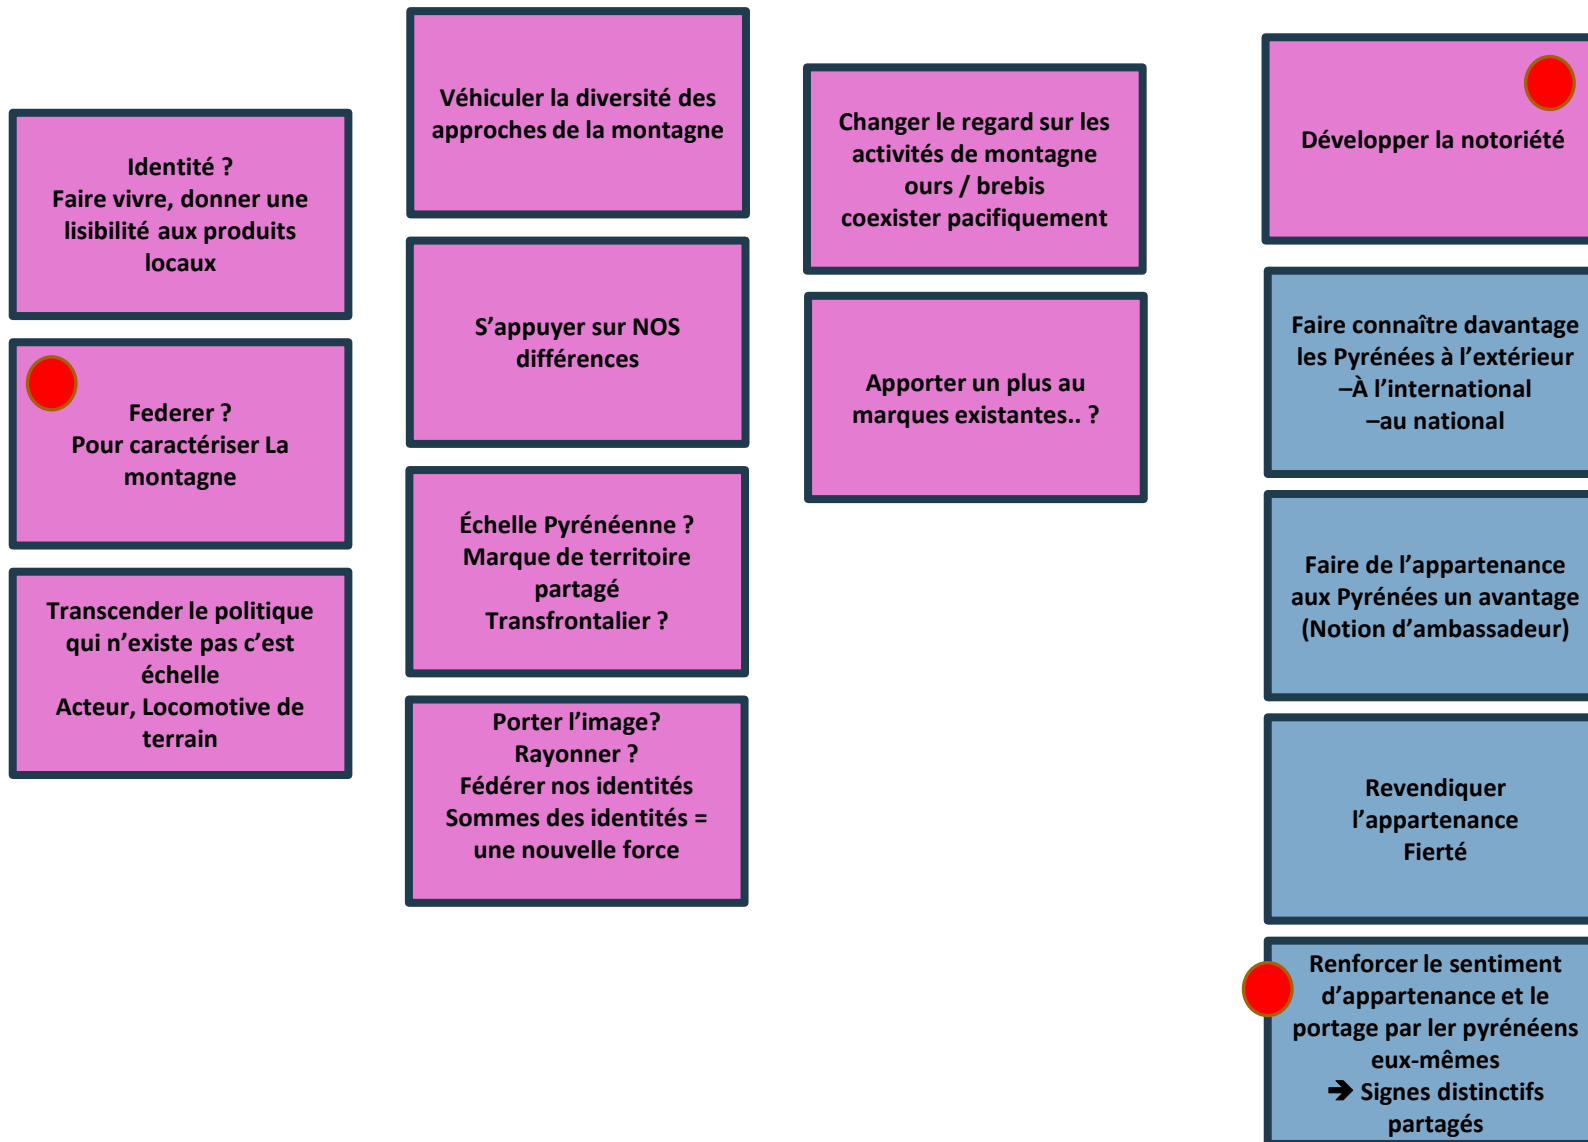 Identité ?
Faire vivre, donner une
lisibilité aux produits
locaux
Federer ?
Pour caractériser La
montagne
Transcender le politique
qui n’existe pas c’est
échelle
Acteur, Locomotive de
terrain
Véhiculer la diversité des
approches de la montagne
S’appuyer sur NOS
différences
Échelle Pyrénéenne ?
Marque de territoire
partagé
Transfrontalier ?
Porter l’image?
Rayonner ?
Fédérer nos identités
Sommes des identités =
une nouvelle force
Changer le regard sur les
activités de montagne
ours / brebis
coexister pacifiquement
Apporter un plus au
marques existantes.. ?
Développer la notoriété
Faire connaître davantage
les Pyrénées à l’extérieur
–À l’international
–au national
Faire de l’appartenance
aux Pyrénées un avantage
(Notion d’ambassadeur)
Revendiquer
l’appartenance
Fierté
Renforcer le sentiment
d’appartenance et le
portage par ler pyrénéens
eux-mêmes
➔ Signes distinctifs
partagés